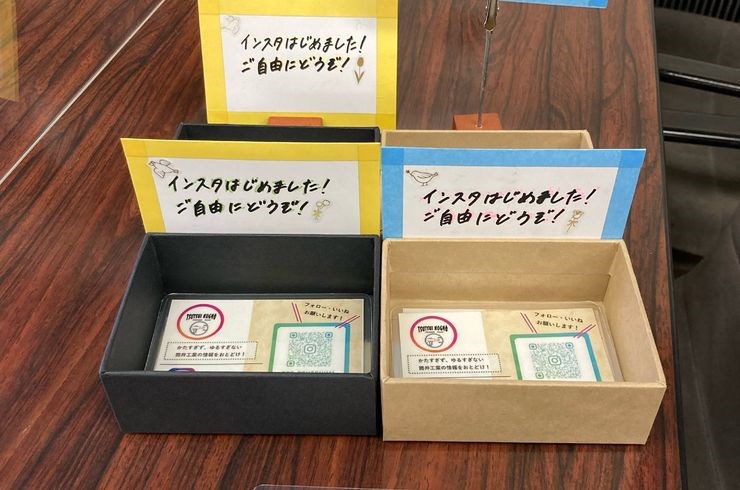 インスタはじめました!
ご自由にどうぞ!
インスタはじめました!
ご自由にどうぞ!
インスタはじめました!
ご自由にどうぞ!
フォロー・いいね
お願いします!
TSUTSUI KOGYO
かたすぎず、ゆるすぎない
筒井工業の情報をおとどけ!
フォロー・いいね
お願いします!
TSUTSUI KOGYO
かたすぎず、ゆるすぎない
筒井工業の情報をおとどけ!